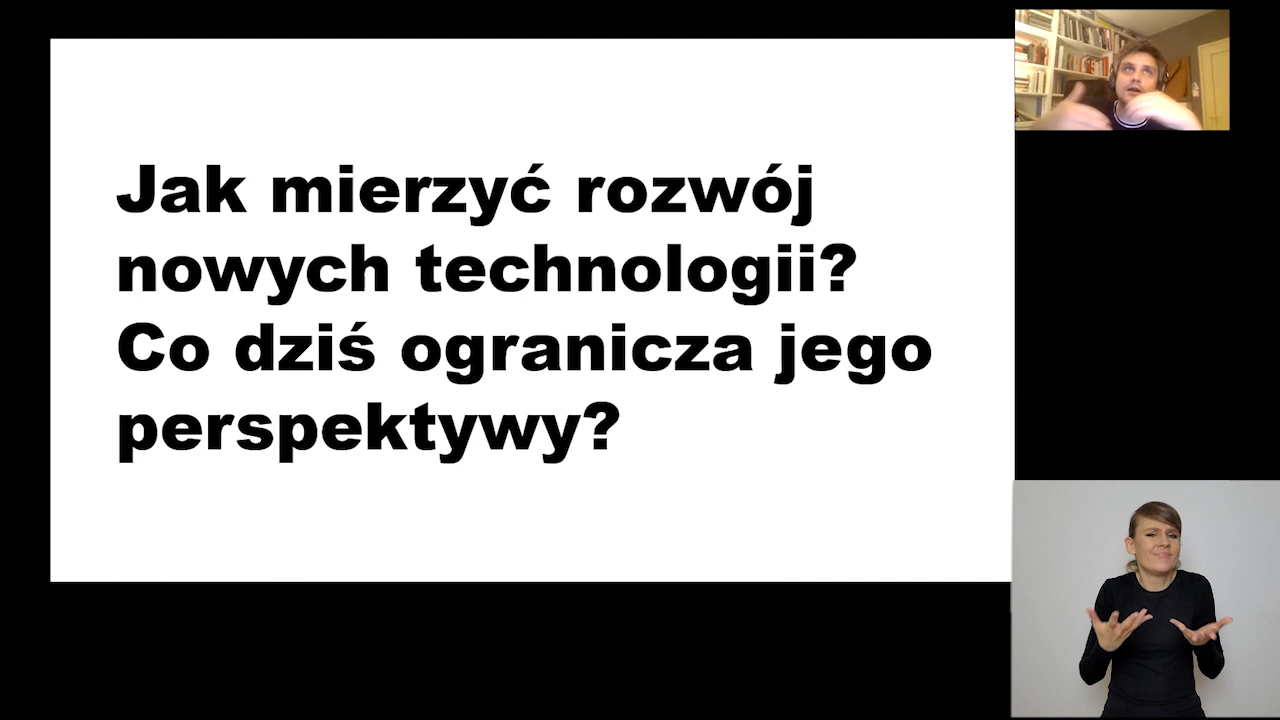 Jak mierzyć rozwój
nowych technologii?
Co dziś ogranicza jego
perspektywy?